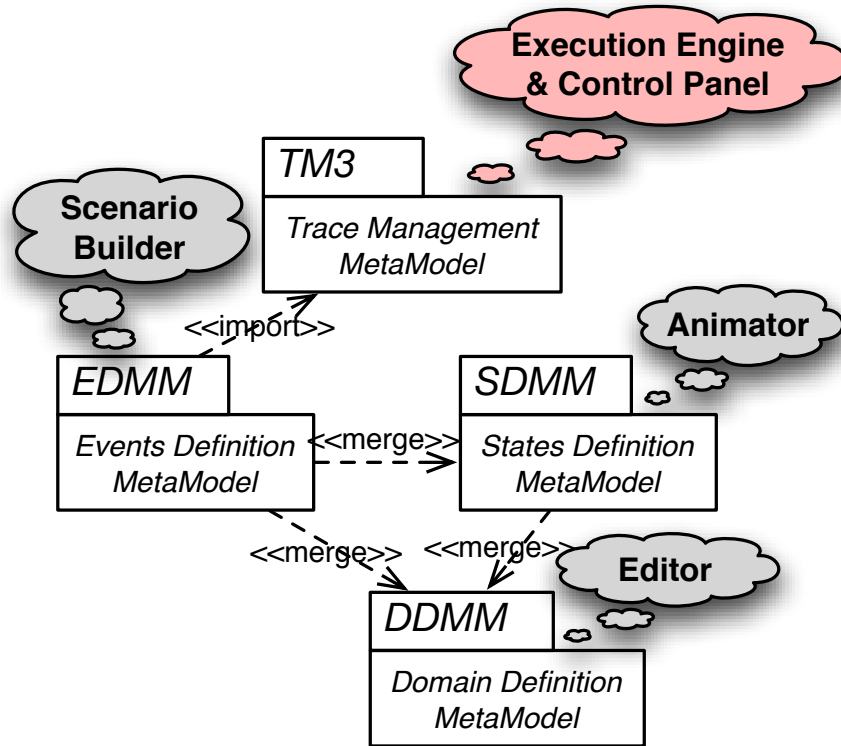 Execution Engine
& Control Panel
TM3
Trace Management
MetaModel
Scenario
Builder
<<import>>
Animator
EDMM
Events Definition
MetaModel
<<merge>>
SDMM
States Definition
MetaModel
<<merge>>
<<merge>>
Editor
DDMM
Domain Definition
MetaModel